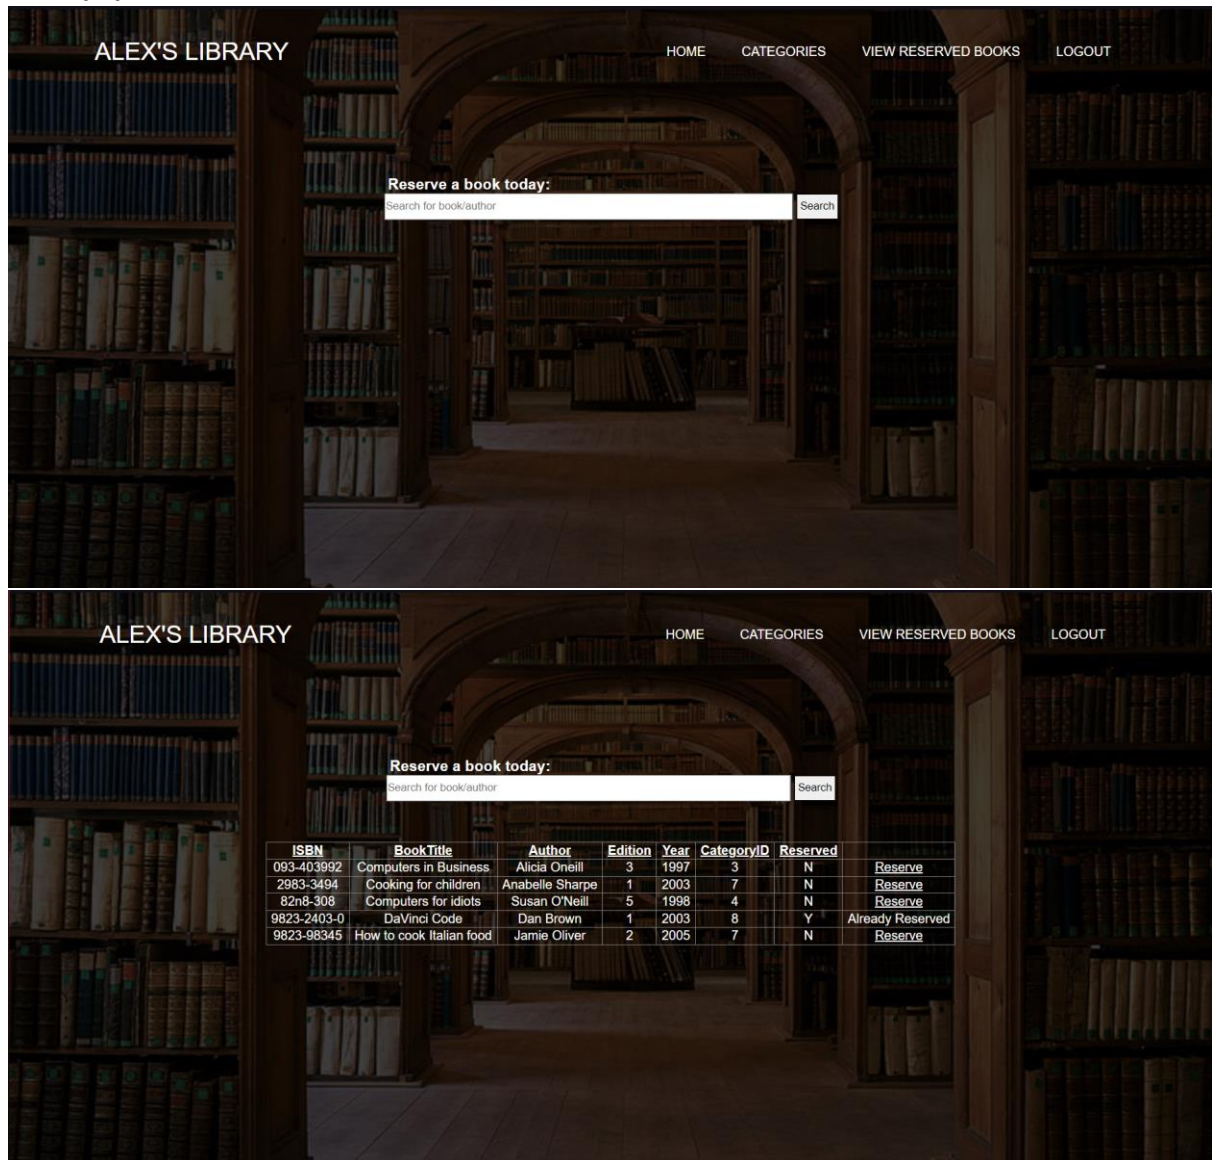 ALEX'S LIBRARY HOME CATEGORIES VIEW RESERVED BOOKS LOGOUT
Reserve a book today:
Search for book/author Search
ALEX'S LIBRARY HOME CATEGORIES VIEW RESERVED BOOKS LOGOUT
Reserve a book today:
Search for book/author Search
ISBN BookTitle Author Edition Year CategoryID Reserved
093-403992 Computers in Business Alicia Oneill 3 1997 3 N Reserve
2983-3494 Cooking for children Anabelle Sharpe 1 2003 7 N Reserve
82n8-308 Computers for idiots Susan O'Neill 5 1998 4 N Reserve
9823-2403-0 DaVinci Code Dan Brown 1 2003 8 Y Already Reserved
9823-98345 How to cook Italian food Jamie Oliver 2 2005 7 N Reserve